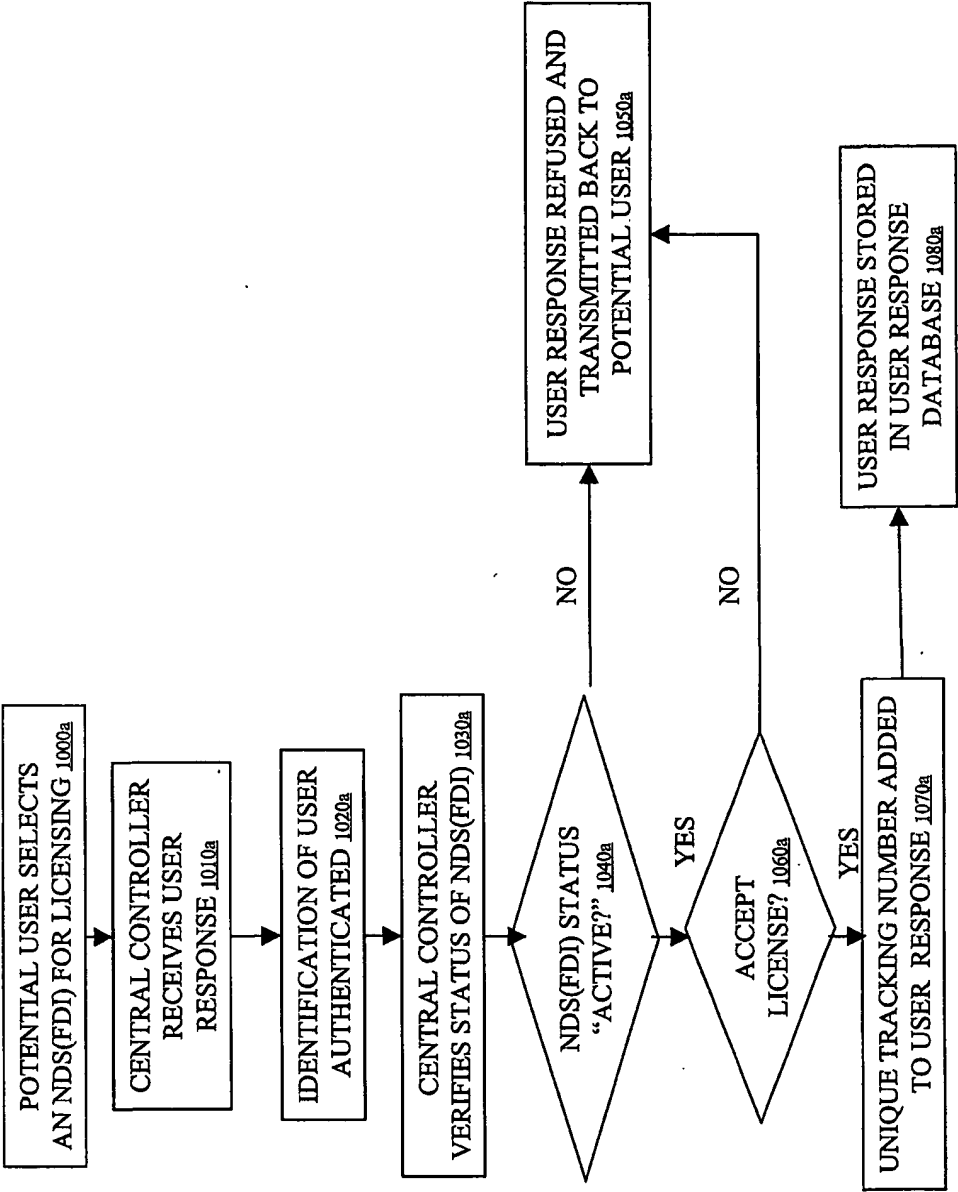 POTENTIAL USER SELECTS
AN NDS(FDI) FOR LICENSING 1000a
CENTRAL CONTROLLER
RECEIVES USER
RESPONSE 1010a
IDENTIFICATION OF USER
AUTHENTICATED 1020a
CENTRAL CONTROLLER
VERIFIES STATUS OF NDS(FDI) 1030a
NDS(FDI) STATUS
“ACTIVE?” 1040a
NO
USER RESPONSE REFUSED AND
TRANSMITTED BACK TO
POTENTIAL USER 1050a
YES
ACCEPT
LICENSE? 1060a
NO
YES
UNIQUE TRACKING NUMBER ADDED
TO USER RESPONSE 1070a
USER RESPONSE STORED
IN USER RESPONSE
DATABASE 1080a